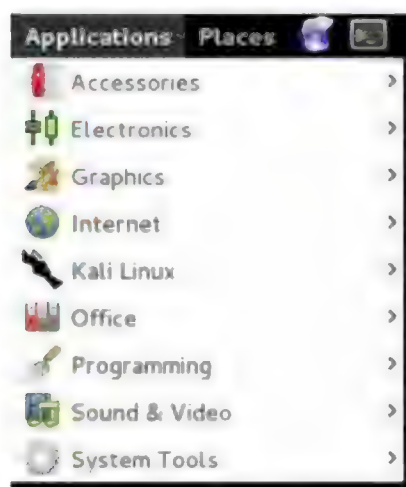 Applications Places
Accessories
Electronics
Graphics
Internet
Kali Linux
Office
Programming
Sound & Video
System Tools